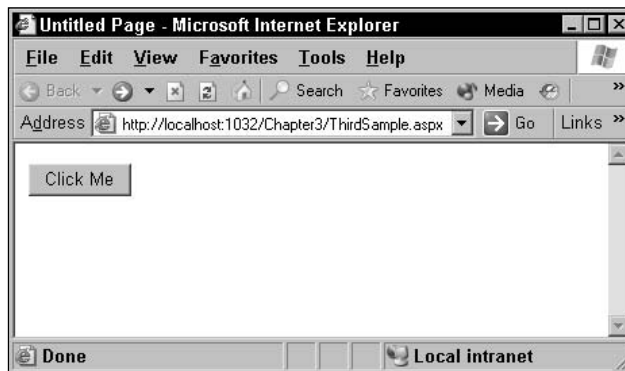 Untitled Page - Microsoft Internet Explorer
File Edit View Favorites Tools Help
Back Search Favorites Media »
Address http://localhost:1032/Chapter3/ThirdSample.aspx Go Links »
Click Me
Done Local intranet